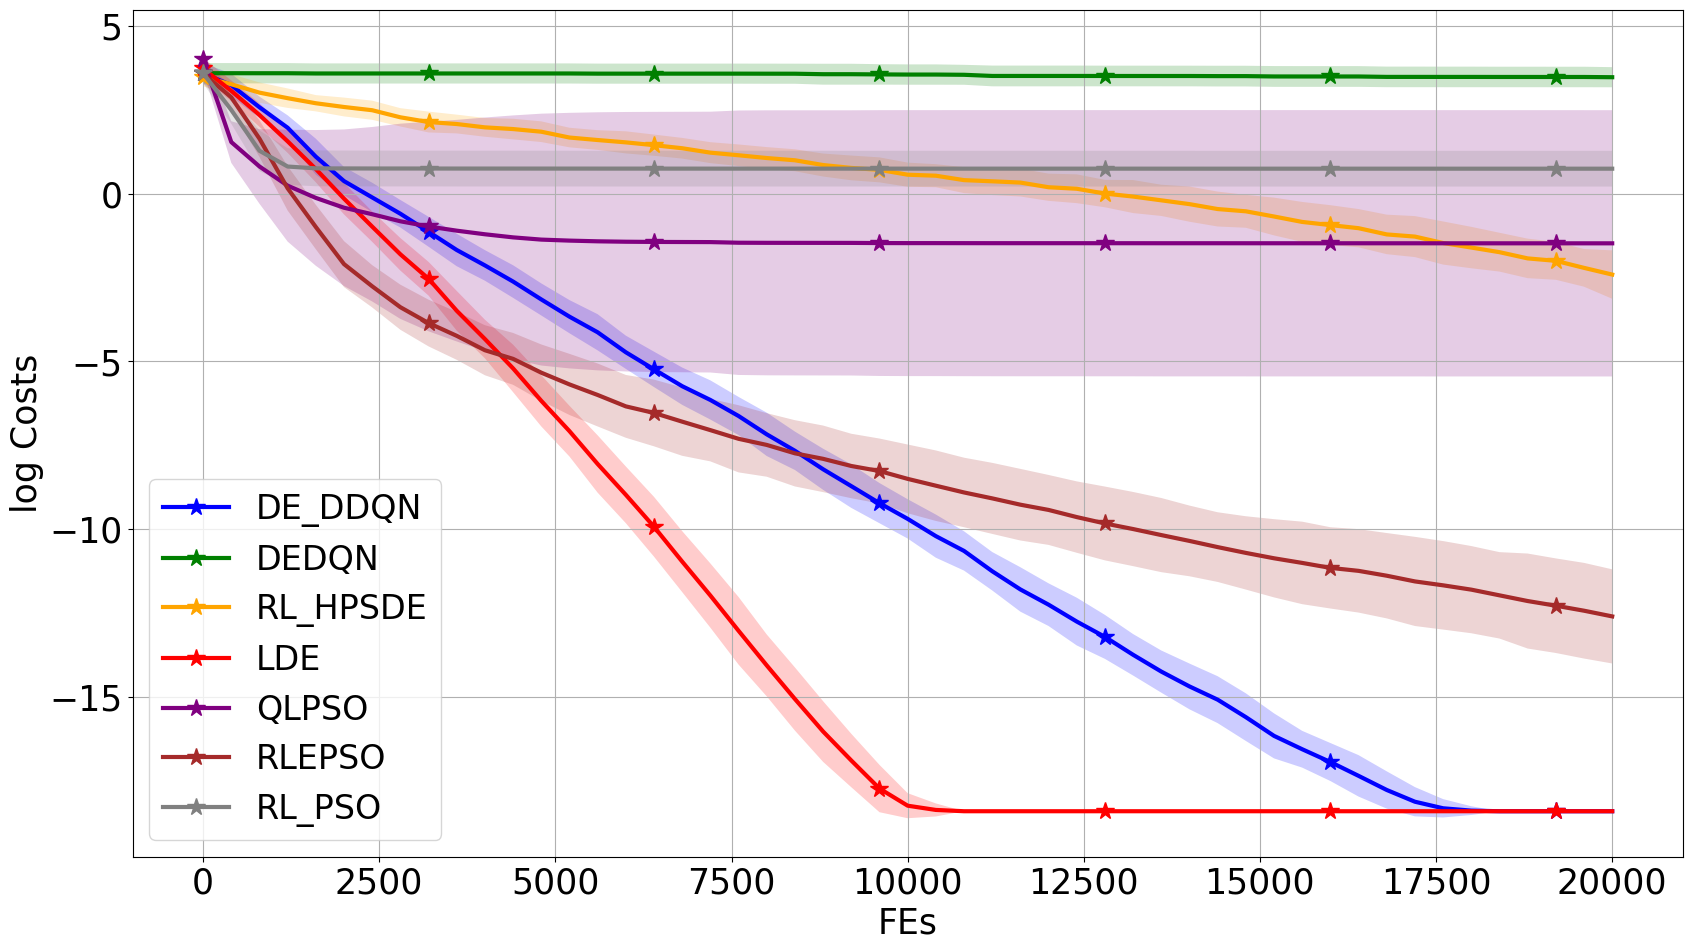 5
0
−5
−10
−15
log Costs
DE_DDQN
DEDQN
RL_HPSDE
LDE
QLPSO
RLEPSO
RL_PSO
0 2500 5000 7500 10000 12500 15000 17500 20000
FEs